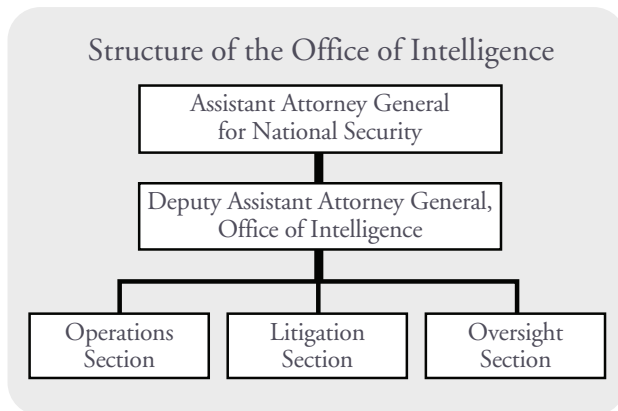 Structure of the Office of Intelligence
Assistant Attorney General
for National Security
Deputy Assistant Attorney General,
Office of Intelligence
Operations
Section
Litigation
Section
Oversight
Section